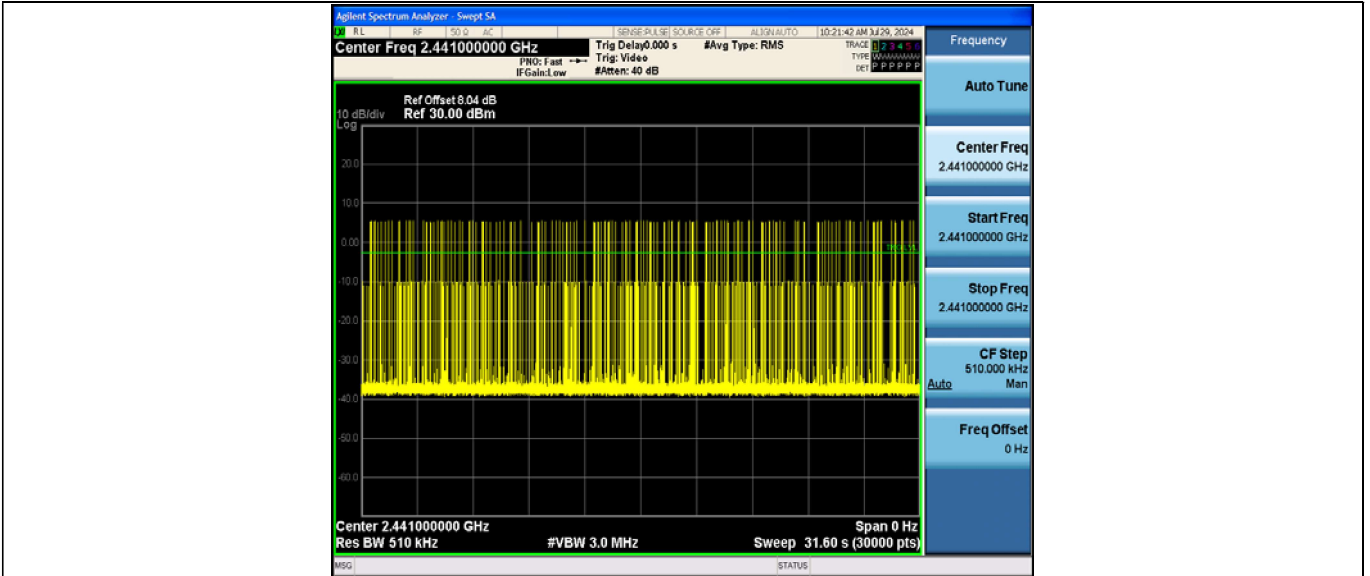 Agilent Spectrum Analyzer - Swept SA
RL RF 50 Ω AC SENSE:PULSE SOURCE OFF ALIGN AUTO 10:21:42 AM Jul 29, 2024
Center Freq 2.441000000 GHz
PNO: Fast
IFGain:Low
Trig Delay0.000 s
Trig: Video
#Atten: 40 dB
#Avg Type: RMS
TRACE 1 2 3 4 5 6
TYPE
DET P P P P P P
Ref Offset 8.04 dB
10 dB/div Ref 30.00 dBm
Log
20.0
10.0
0.00
-10.0
-20.0
-30.0
-40.0
-50.0
-60.0
Center 2.441000000 GHz Span 0 Hz
Res BW 510 kHz #VBW 3.0 MHz Sweep 31.60 s (30000 pts)
MSG STATUS
Frequency
Auto Tune
Center Freq
2.441000000 GHz
Start Freq
2.441000000 GHz
Stop Freq
2.441000000 GHz
CF Step
510.000 kHz
Auto Man
Freq Offset
0 Hz